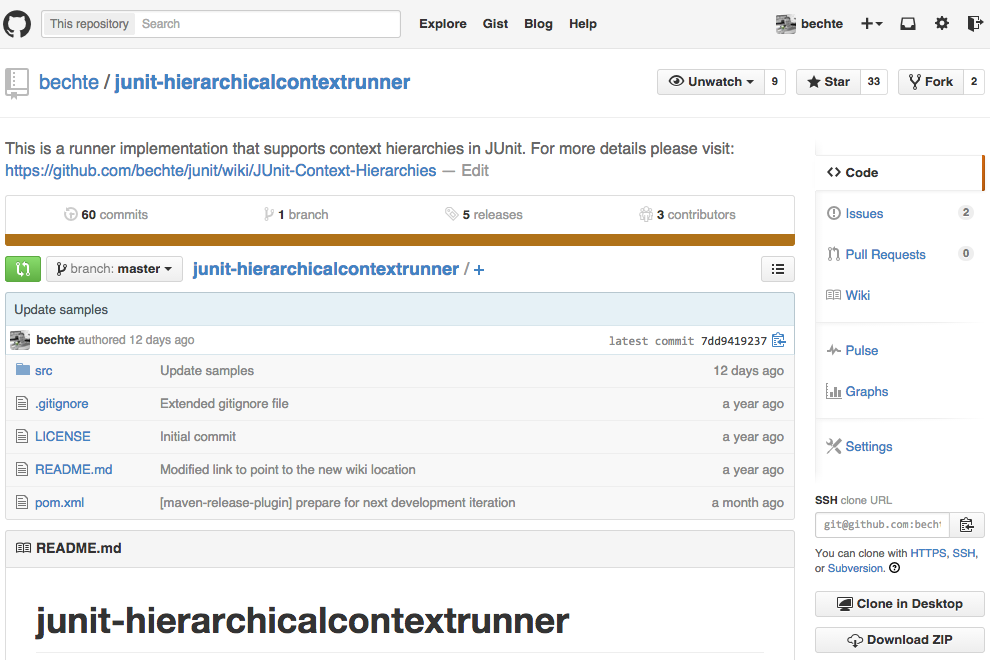 This repository Search Explore Gist Blog Help bechte
bechte / junit-hierarchicalcontextrunner Unwatch 9 Star 33 Fork 2
This is a runner implementation that supports context hierarchies in JUnit. For more details please visit:
https://github.com/bechte/junit/wiki/JUnit-Context-Hierarchies — Edit
60 commits 1 branch 5 releases 3 contributors
branch: master junit-hierarchicalcontextrunner / +
Update samples
bechte authored 12 days ago latest commit 7dd9419237
src Update samples 12 days ago
.gitignore Extended gitignore file a year ago
LICENSE Initial commit a year ago
README.md Modified link to point to the new wiki location a year ago
pom.xml [maven-release-plugin] prepare for next development iteration a month ago
README.md
junit-hierarchicalcontextrunner
Code
Issues 2
Pull Requests 0
Wiki
Pulse
Graphs
Settings
SSH clone URL
git@github.com:becht
You can clone with HTTPS, SSH,
or Subversion.
Clone in Desktop
Download ZIP